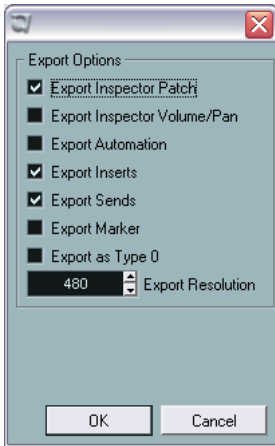 Export Options
Export Inspector Patch
Export Inspector Volume/Pan
Export Automation
Export Inserts
Export Sends
Export Marker
Export as Type 0
480 Export Resolution
OK Cancel